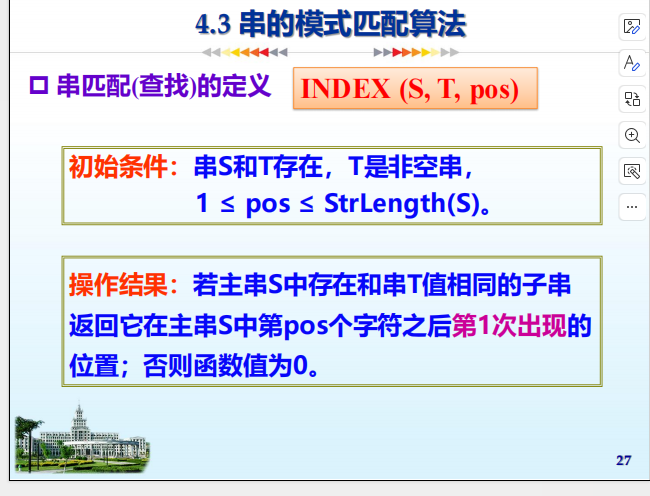 4.3 串的模式匹配算法
串匹配(查找)的定义 INDEX (S, T, pos)
初始条件：串S和T存在，T是非空串，
1 ≤ pos ≤ StrLength(S)。
操作结果：若主串S中存在和串T值相同的子串
返回它在主串S中第pos个字符之后第1次出现的
位置；否则函数值为0。
27